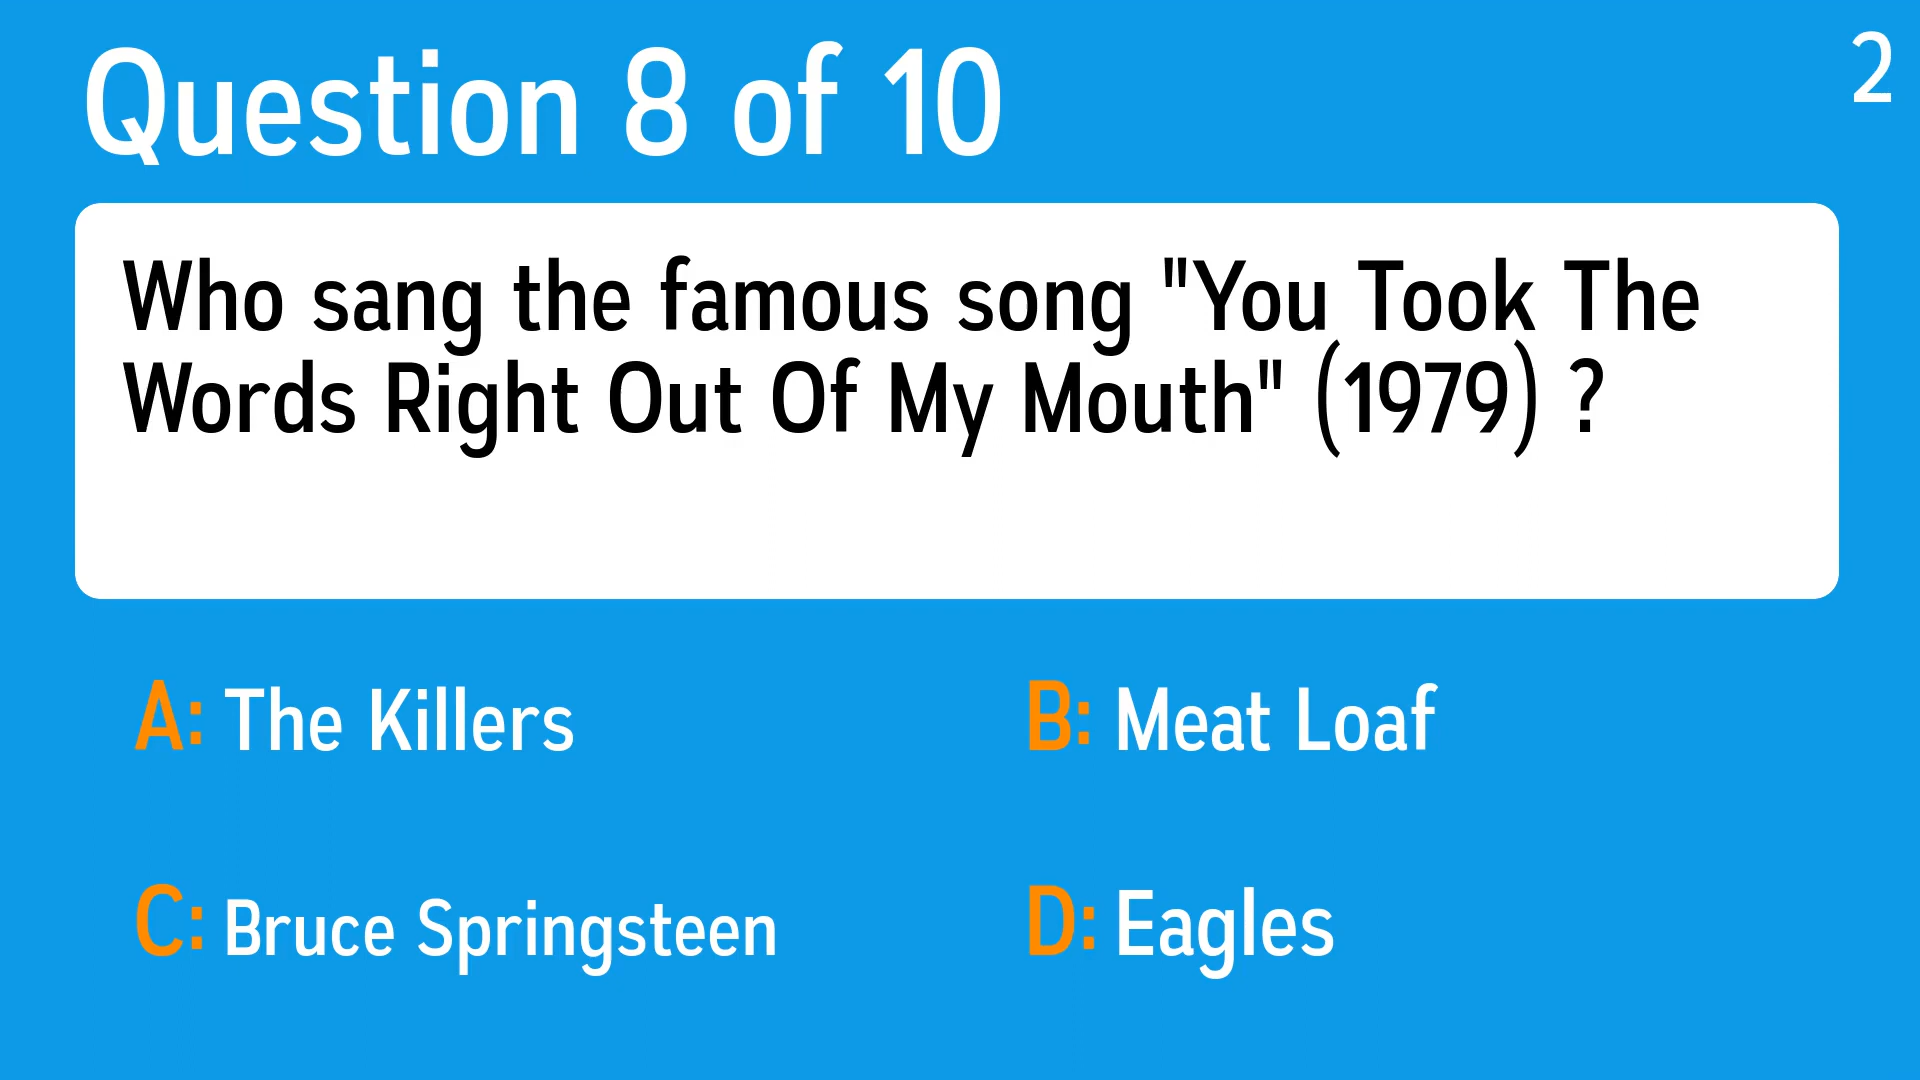 Question 8 of 10
2
Who sang the famous song "You Took The
Words Right Out Of My Mouth" (1979) ?
A: The Killers
B: Meat Loaf
C: Bruce Springsteen
D: Eagles